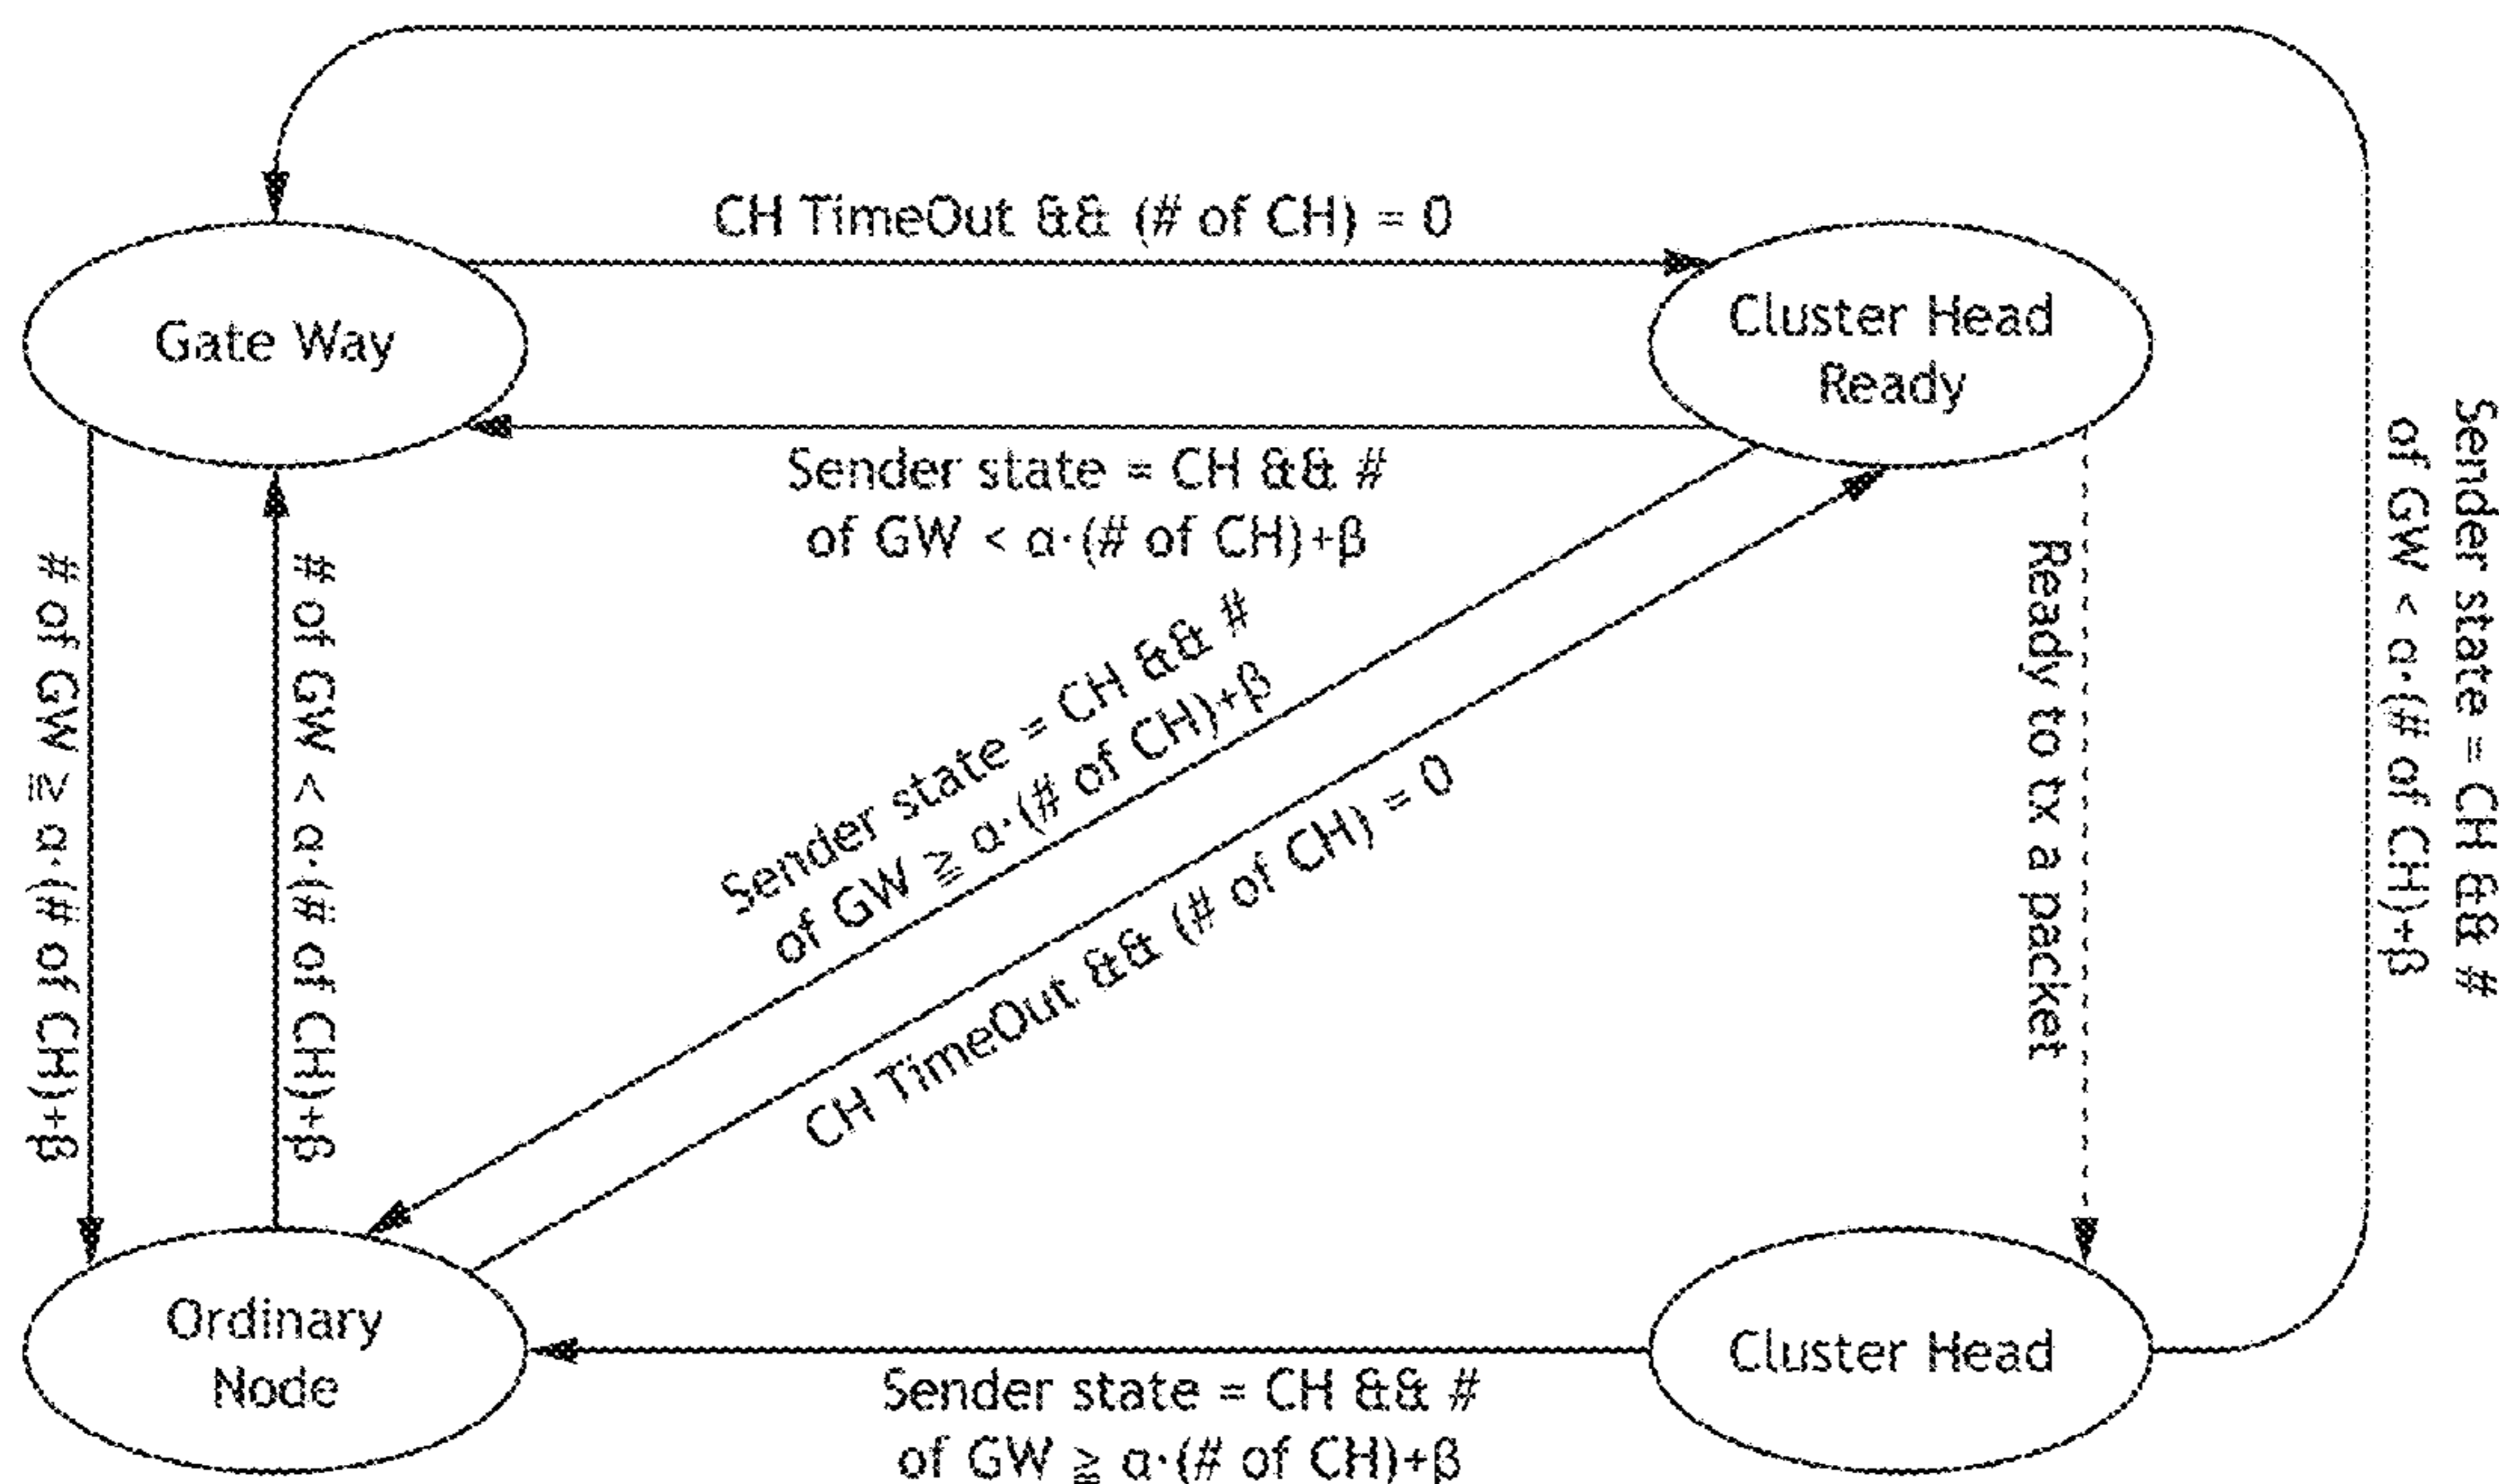 CH TimeOut && (# of CH) = 0
Gate Way
Cluster Head
Ready
Sender state = CH && #
of GW < α·(# of CH)+β
Sender state = CH && #
of GW < α·(# of CH)+β
# of GW ≧ α·(# of CH)+β
# of GW < α·(# of CH)+β
Sender state = CH && #
of GW ≧ α·(# of CH)+β
CH TimeOut && (# of CH) = 0
Ready to tx a packet
Ordinary
Node
Cluster Head
Sender state = CH && #
of GW ≧ α·(# of CH)+β